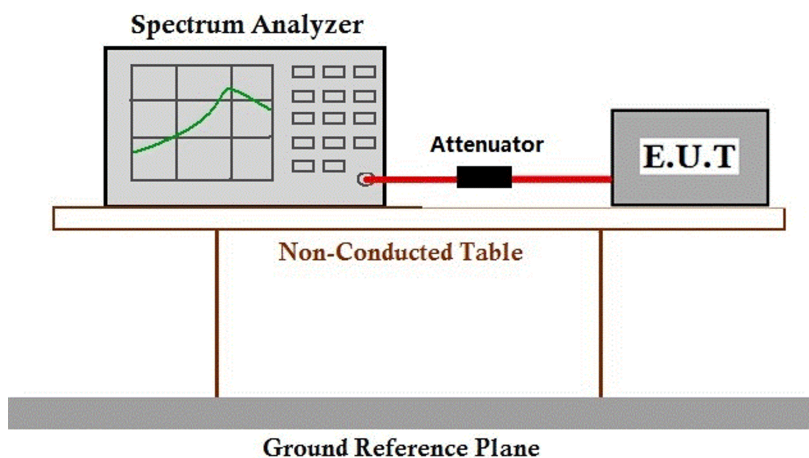 Spectrum Analyzer
Attenuator
E.U.T
Non-Conducted Table
Ground Reference Plane